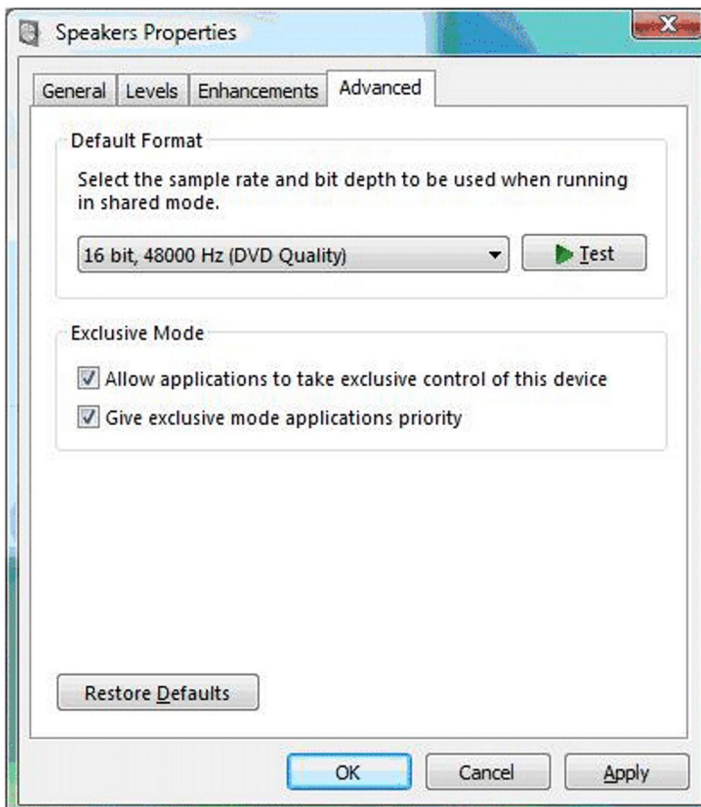 Speakers Properties
General Levels Enhancements Advanced
Default Format
Select the sample rate and bit depth to be used when running
in shared mode.
16 bit, 48000 Hz (DVD Quality) Test
Exclusive Mode
Allow applications to take exclusive control of this device
Give exclusive mode applications priority
Restore Defaults
OK Cancel Apply